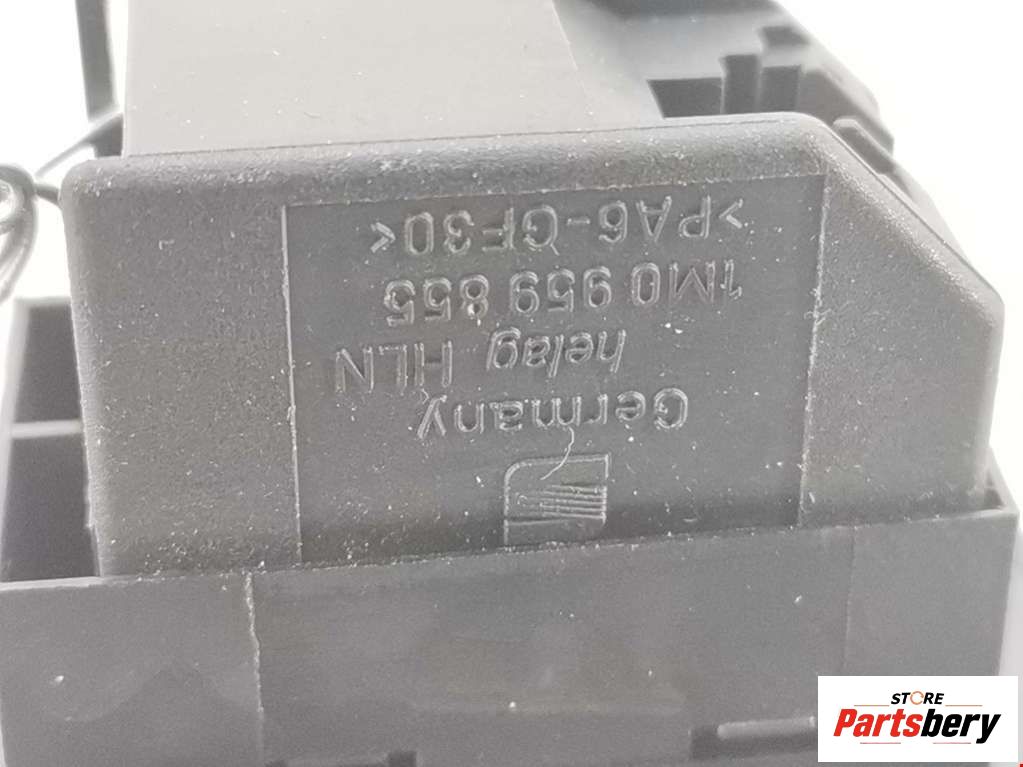 Germany
helag HLN
1M0 959 855
>PA6-GF30<
STORE
Partsbery